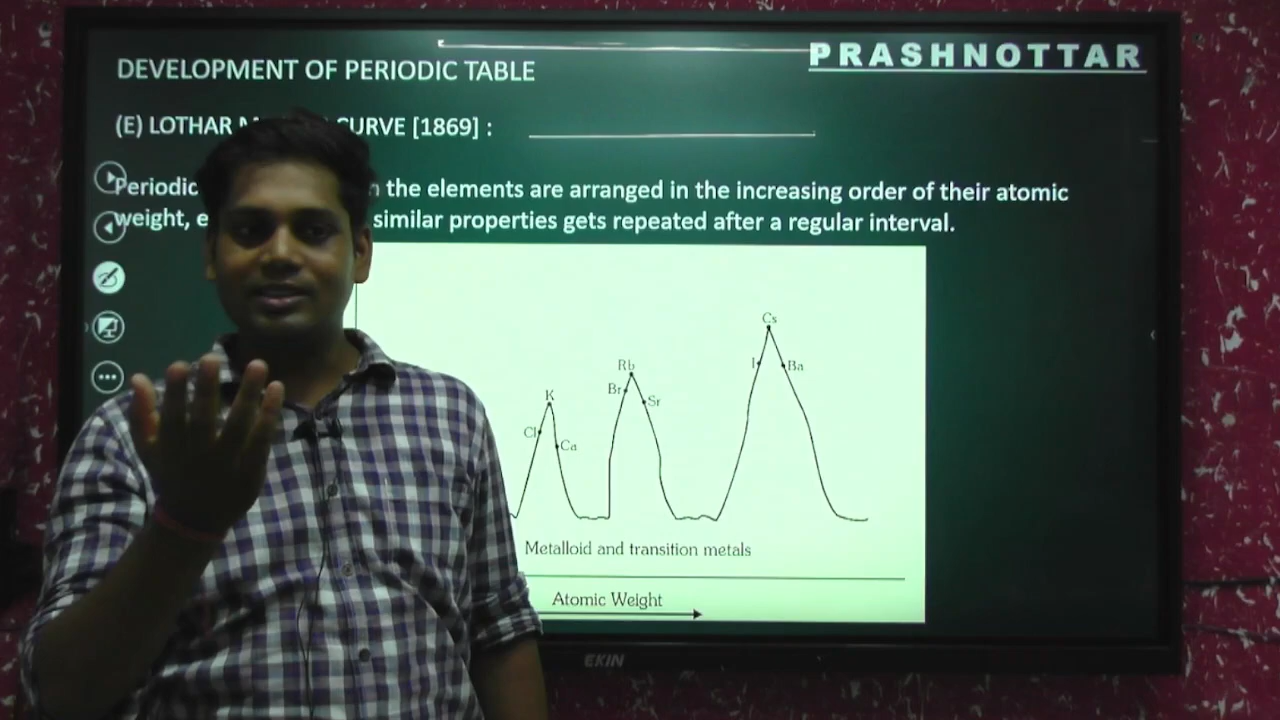 PRASHNOTTAR
DEVELOPMENT OF PERIODIC TABLE
(E) LOTHAR CURVE [1869] :
Periodic the elements are arranged in the increasing order of their atomic
weight, similar properties gets repeated after a regular interval.
Cs
I Ba
Rb
Br Sr
K
Cl Ca
Metalloid and transition metals
Atomic Weight
EKIN